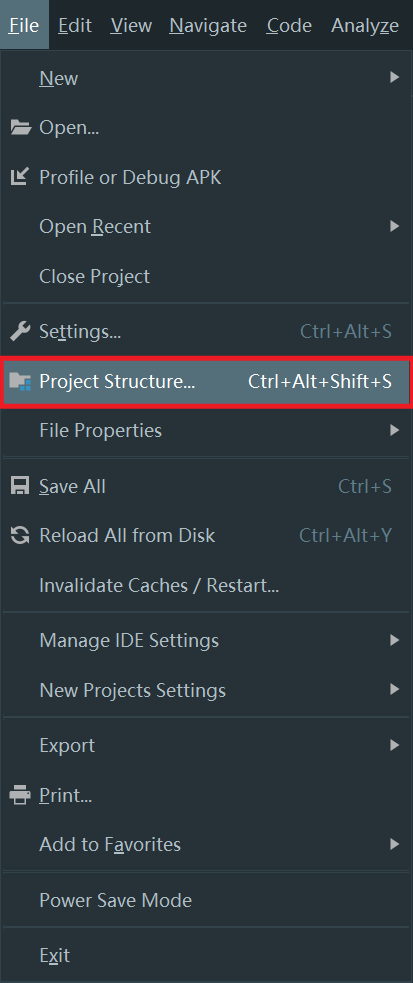 File Edit View Navigate Code Analyze
New
Open...
Profile or Debug APK
Open Recent
Close Project
Settings... Ctrl+Alt+S
Project Structure... Ctrl+Alt+Shift+S
File Properties
Save All Ctrl+S
Reload All from Disk Ctrl+Alt+Y
Invalidate Caches / Restart...
Manage IDE Settings
New Projects Settings
Export
Print...
Add to Favorites
Power Save Mode
Exit